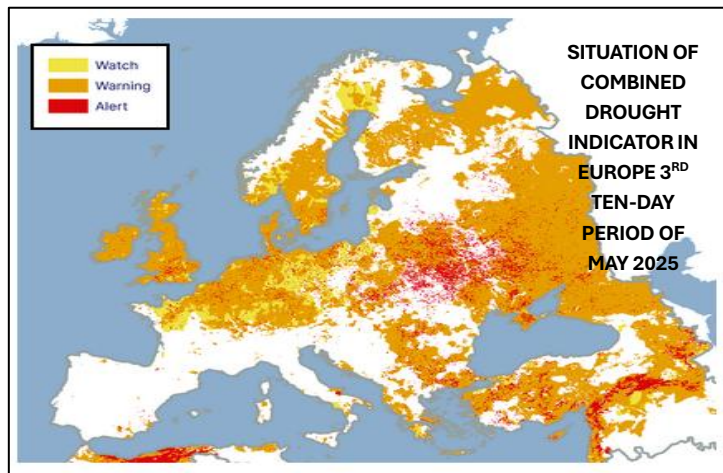 Watch
Warning
Alert
SITUATION OF
COMBINED
DROUGHT
INDICATOR IN
EUROPE 3RD
TEN-DAY
PERIOD OF
MAY 2025